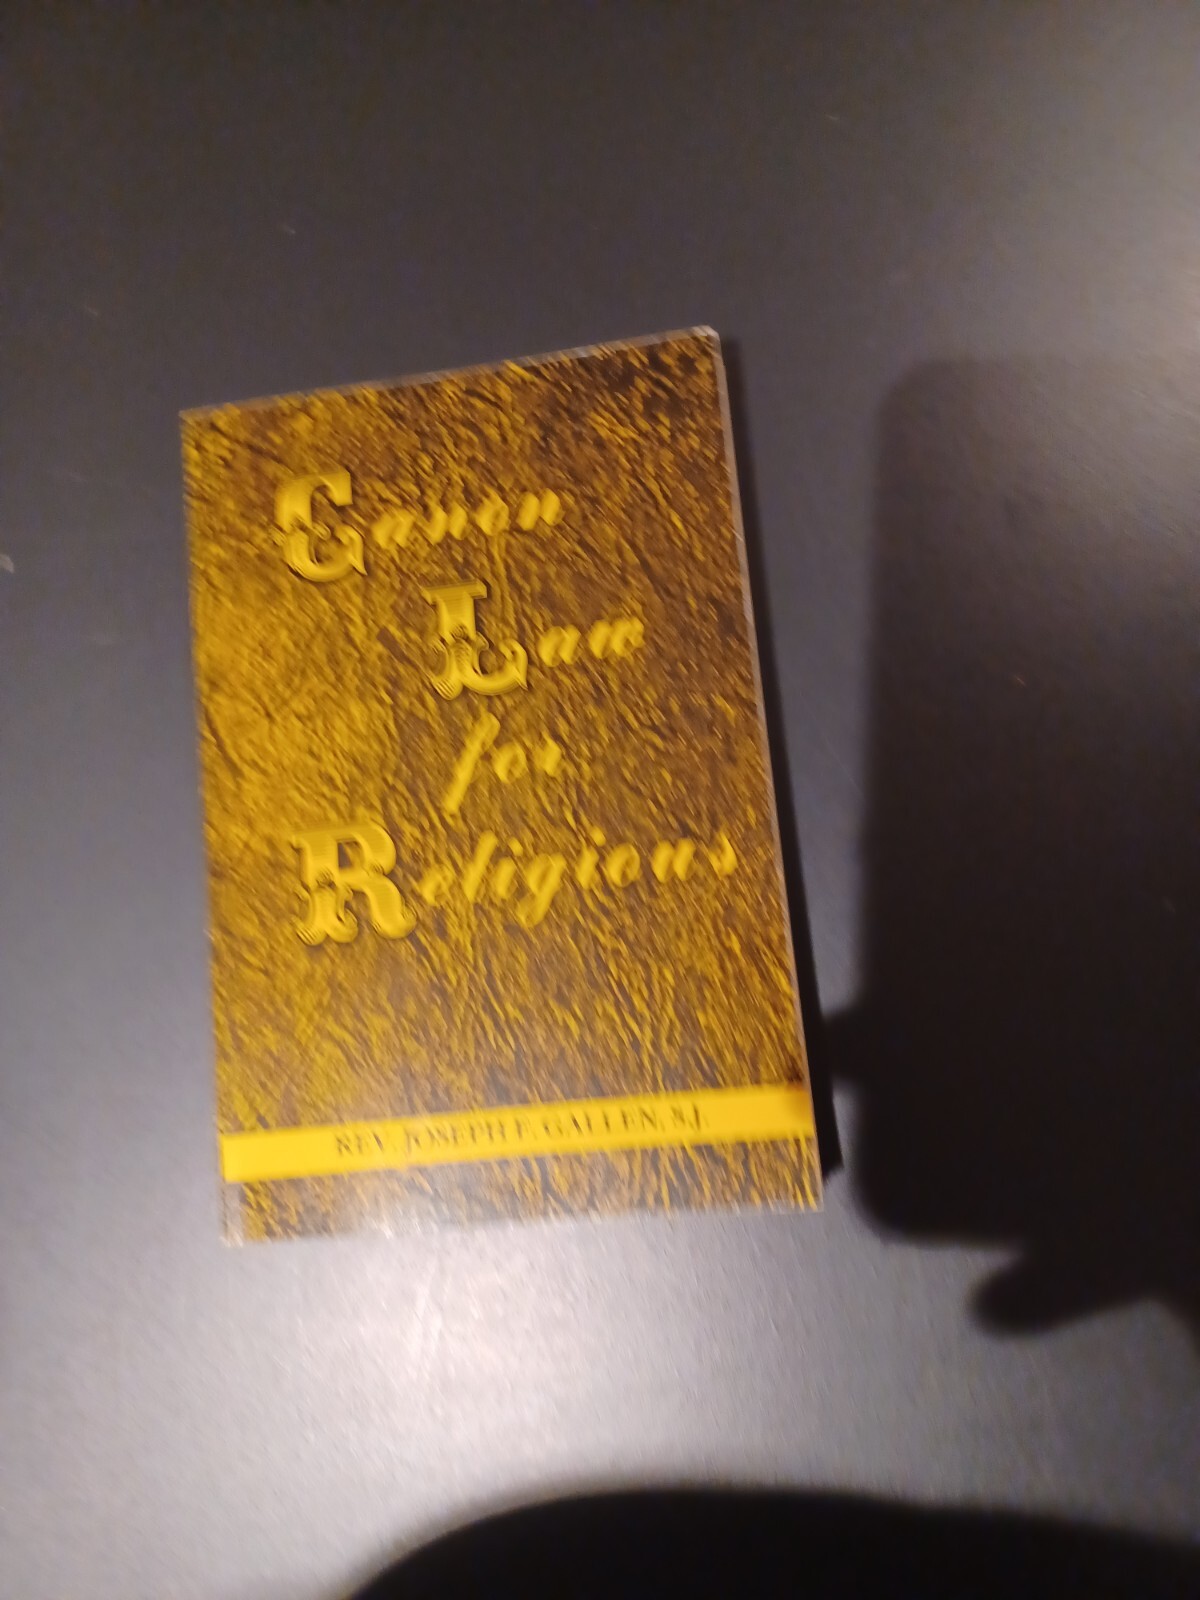 Canon
Law
for
Religious
REV. JOSEPH F. GALLEN, S.J.